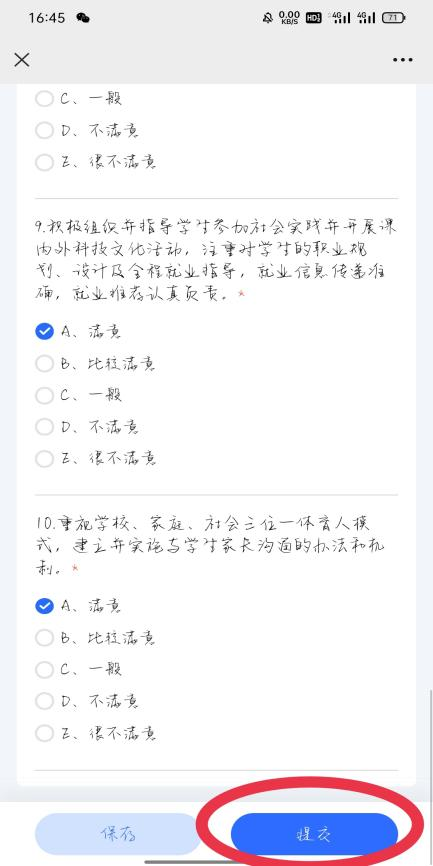 16:45
0.00 KB/S HD 4G 4G 71
C、一般
D、不满意
E、很不满意
9.积极组织并指导学生参加社会实践并开展课
内外科技文化活动，注重对学生的职业规
划、设计及全程就业指导，就业信息传递准
确，就业推荐认真负责。*
A、满意
B、比较满意
C、一般
D、不满意
E、很不满意
10.重视学校、家庭、社会三位一体育人模
式，建立并实施与学生家长沟通的办法和机
制。*
A、满意
B、比较满意
C、一般
D、不满意
E、很不满意
保存
提交